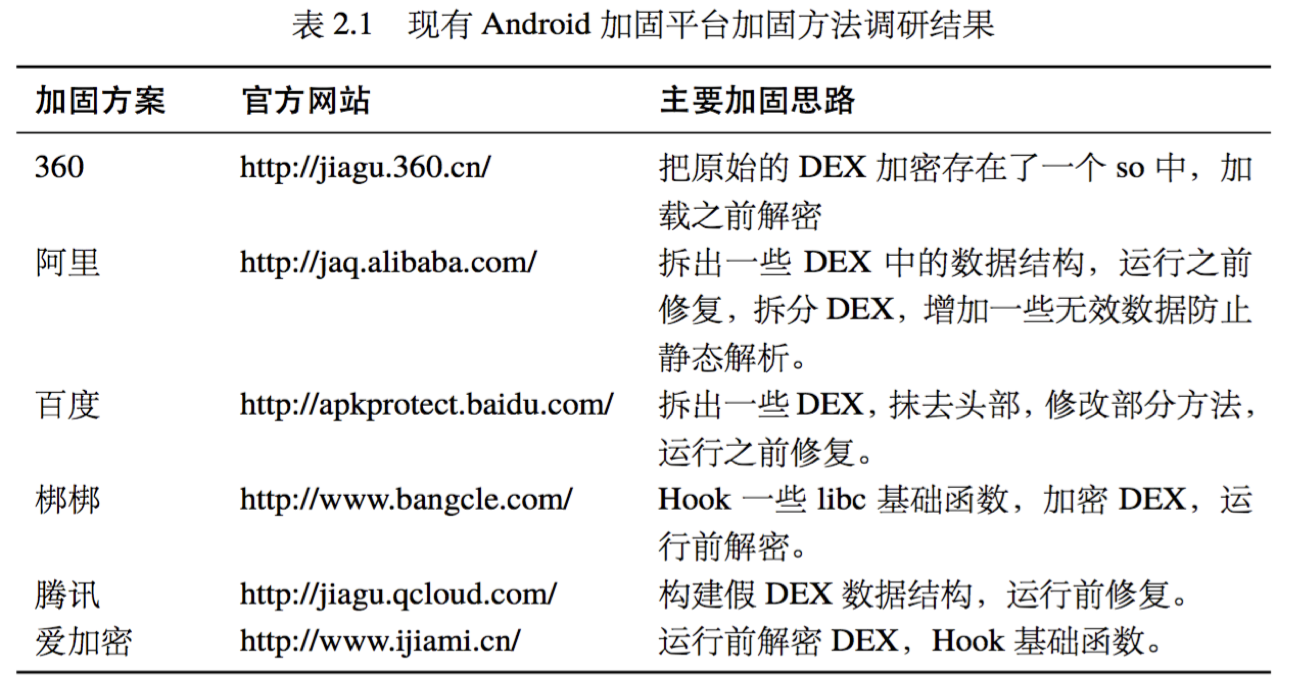 表 2.1 现有 Android 加固平台加固方法调研结果
加固方案 官方网站 主要加固思路
360 http://jiagu.360.cn/ 把原始的 DEX 加密存在了一个 so 中，加
载之前解密
阿里 http://jaq.alibaba.com/ 拆出一些 DEX 中的数据结构，运行之前
修复，拆分 DEX，增加一些无效数据防止
静态解析。
百度 http://apkprotect.baidu.com/ 拆出一些 DEX，抹去头部，修改部分方法，
运行之前修复。
梆梆 http://www.bangcle.com/ Hook 一些 libc 基础函数，加密 DEX，运
行前解密。
腾讯 http://jiagu.qcloud.com/ 构建假 DEX 数据结构，运行前修复。
爱加密 http://www.ijiami.cn/ 运行前解密 DEX，Hook 基础函数。